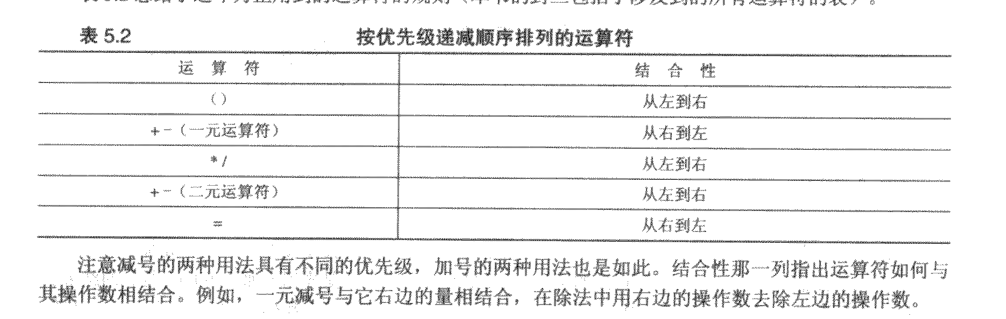 表 5.2 按优先级递减顺序排列的运算符
运 算 符 结 合 性
() 从左到右
+-(一元运算符) 从右到左
*/ 从左到右
+-(二元运算符) 从左到右
= 从右到左
注意减号的两种用法具有不同的优先级，加号的两种用法也是如此。结合性那一列指出运算符如何与
其操作数相结合。例如，一元减号与它右边的量相结合，在除法中用右边的操作数去除左边的操作数。